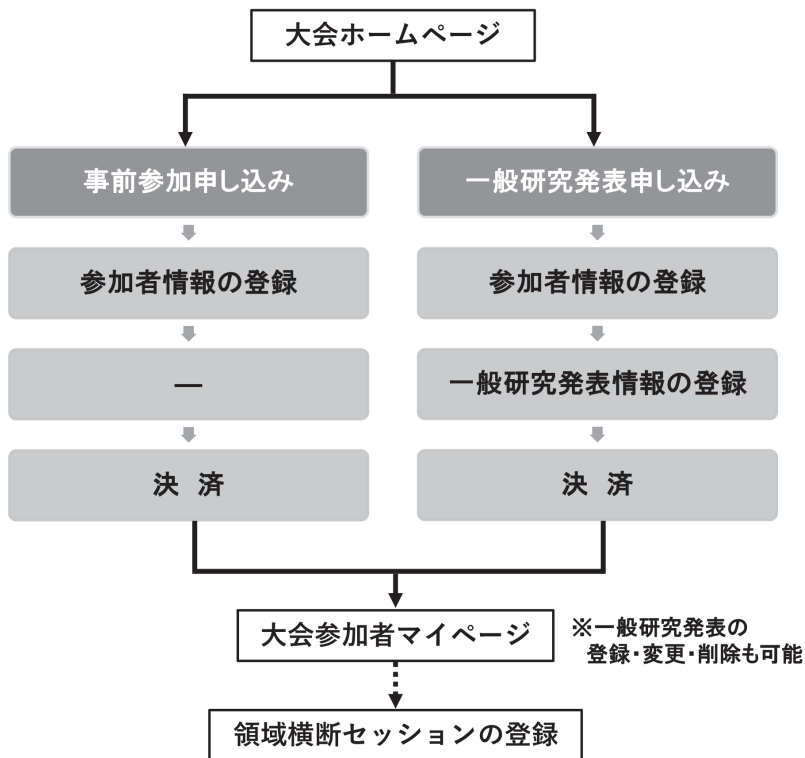 大会ホームページ
事前参加申し込み
一般研究発表申し込み
参加者情報の登録
参加者情報の登録
―
一般研究発表情報の登録
決 済
決 済
大会参加者マイページ
※一般研究発表の
登録・変更・削除も可能
領域横断セッションの登録